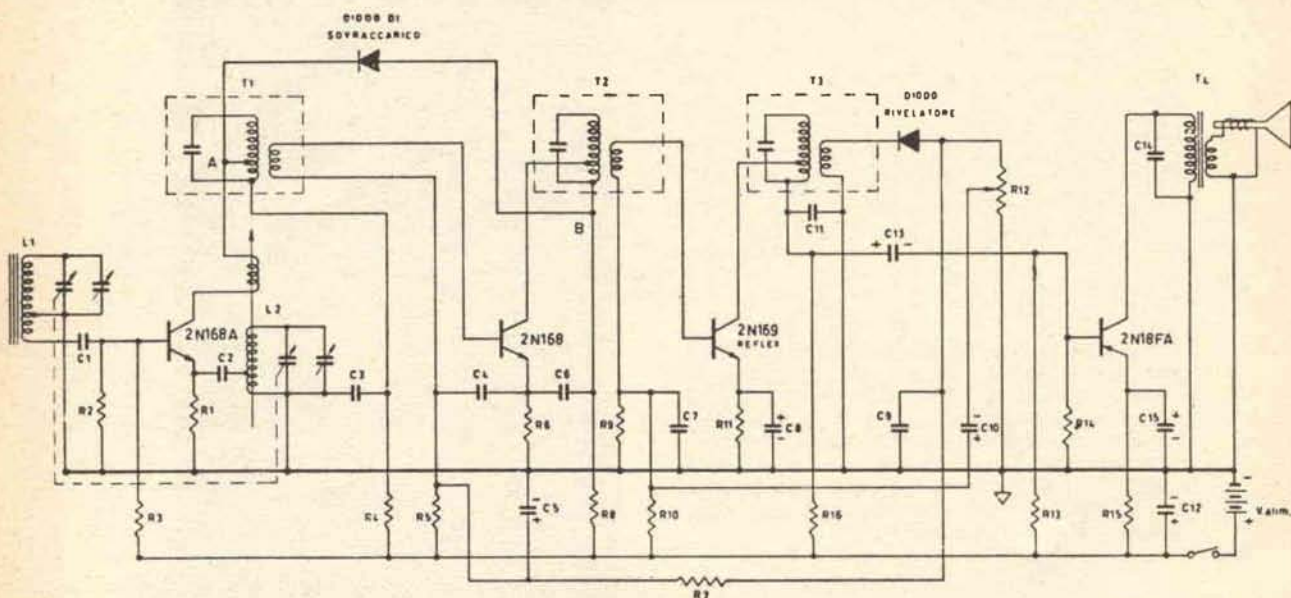 DIODO DI
SOVRACCARICO
T1
T2
T3
T4
DIODO
RIVELATORE
A
B
C14
R12
C11
C13
L1
L2
2N168A
2N168
2N169
REFLEX
2N18FA
C1
C2
C3
C4
C6
R2
R1
R6
R9
C7
R11
C8
C9
C10
R14
C15
R3
R4
R5
C5
R8
R10
R16
R13
R15
C12
V.alim.
R7
+
-